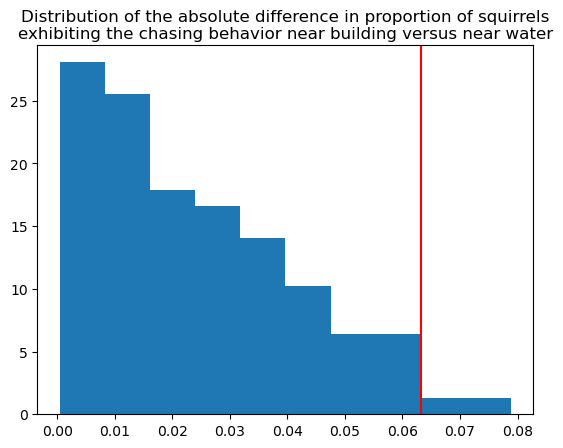 Distribution of the absolute difference in proportion of squirrels
exhibiting the chasing behavior near building versus near water
25
20
15
10
5
0
0.00 0.01 0.02 0.03 0.04 0.05 0.06 0.07 0.08